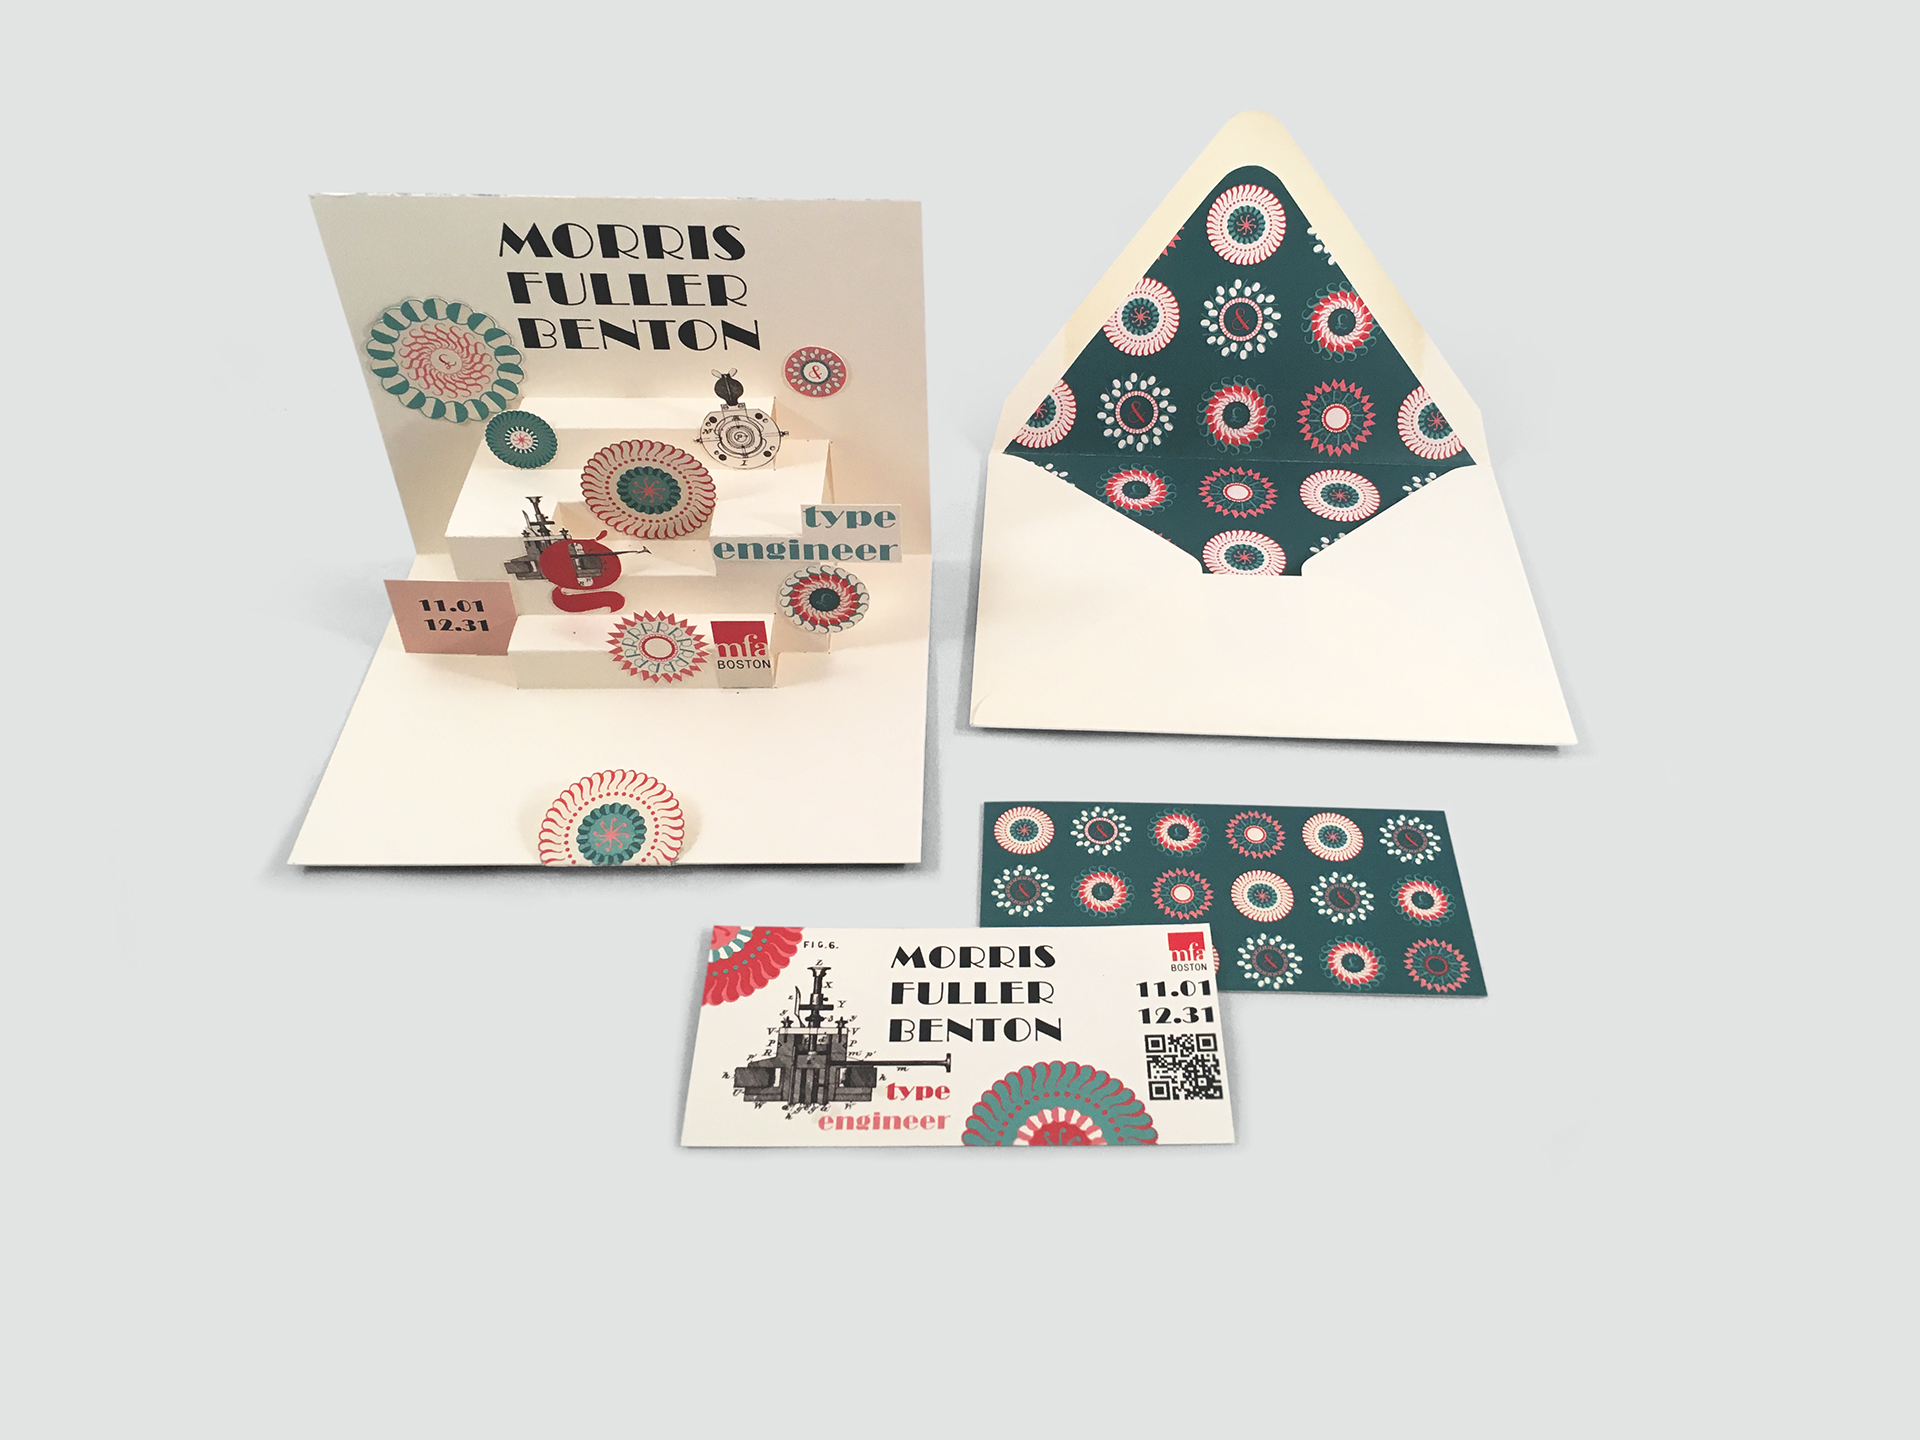 MORRIS
FULLER
BENTON
&
type
engineer
g
11.01
12.31
mfa
BOSTON
FIG.6.
MORRIS
FULLER
BENTON
type
engineer
mfa
BOSTON
11.01
12.31